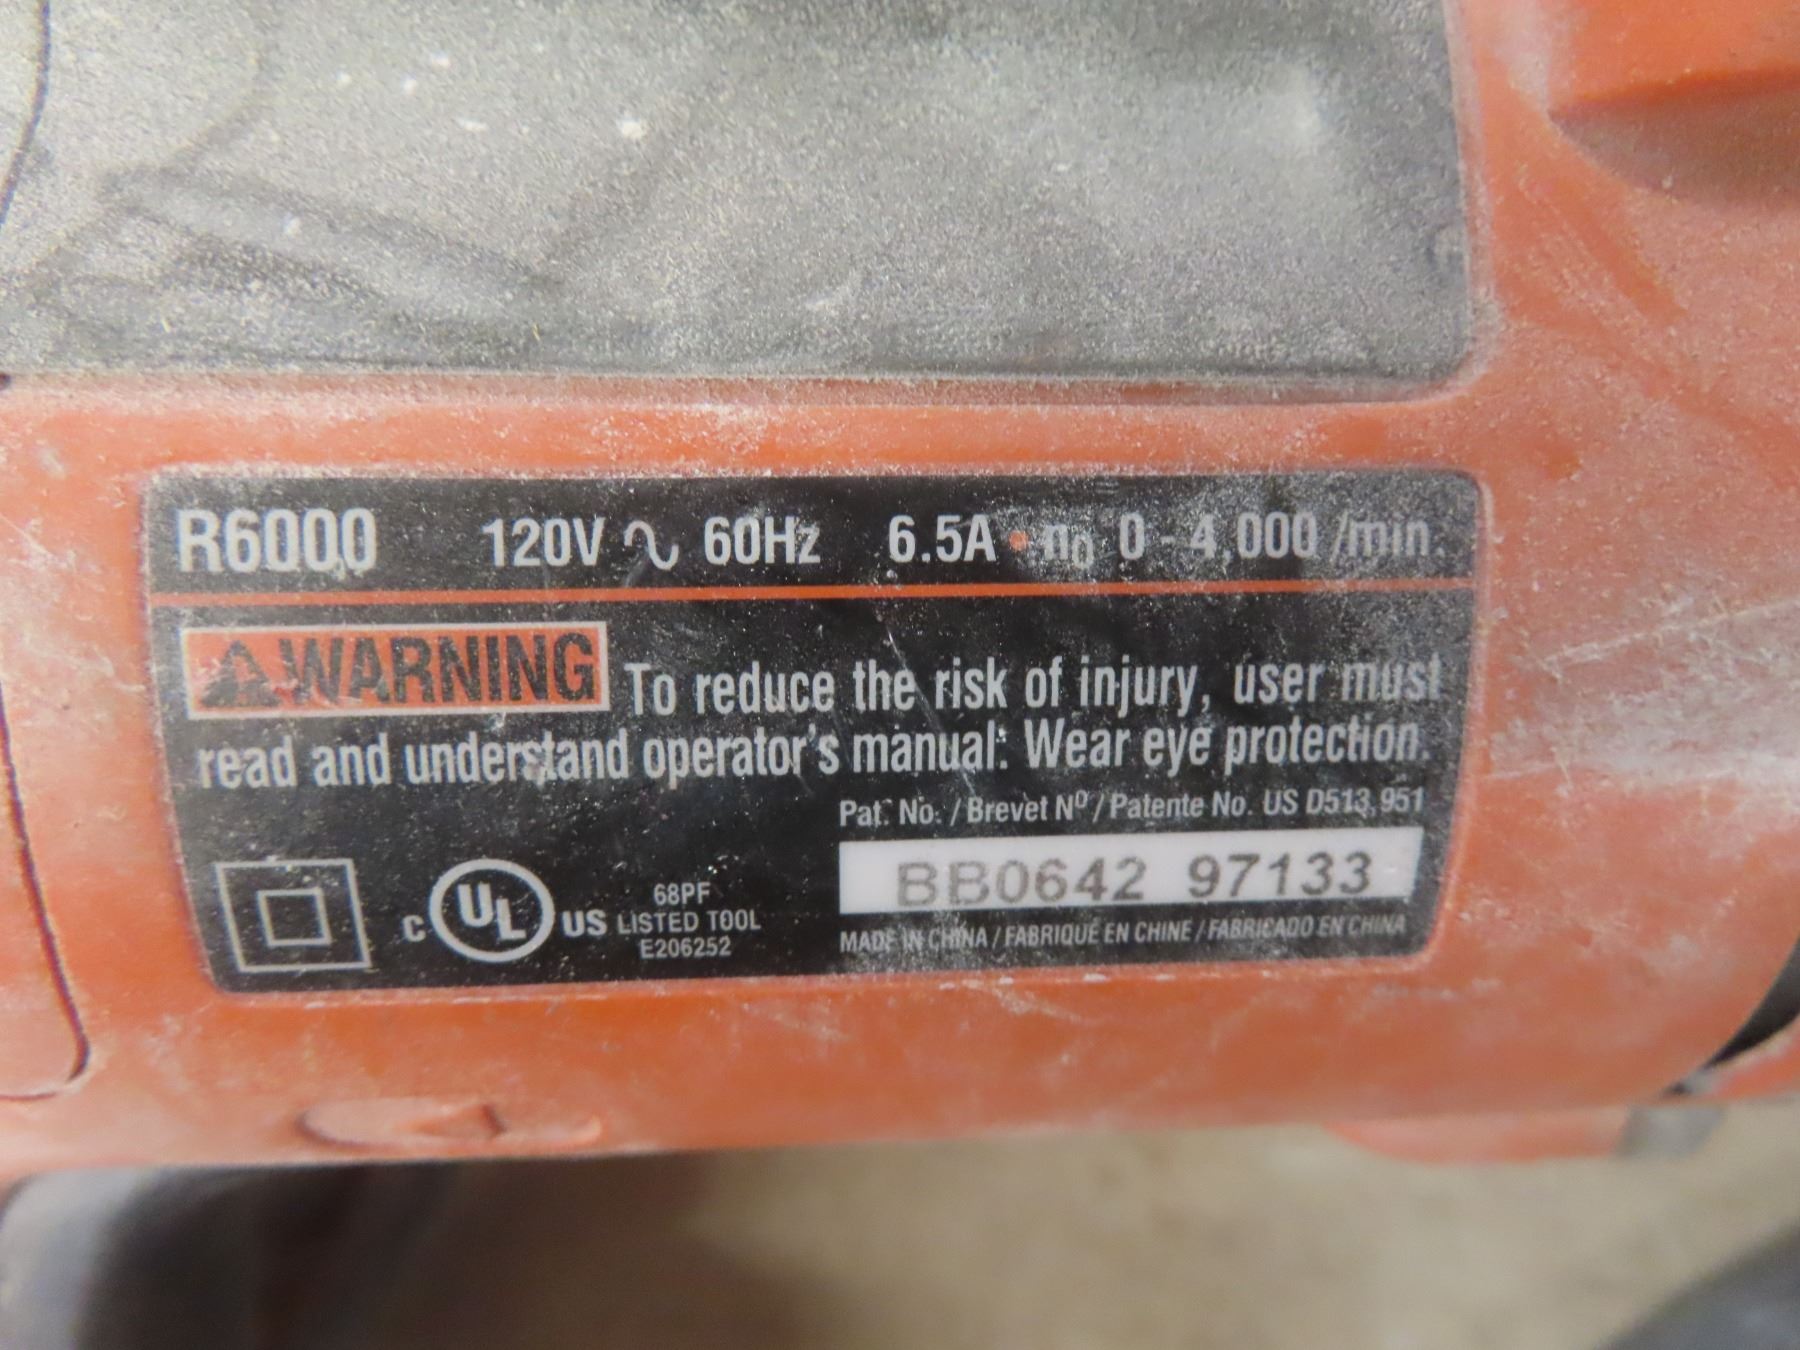 R6000 120V ∿ 60Hz 6.5A • n0 0 - 4,000 /min.
WARNING To reduce the risk of injury, user must
read and understand operator's manual. Wear eye protection.
Pat. No. / Brevet Nº / Patente No. US D513,951
BB0642 97133
C UL US
68PF
LISTED TOOL
E206252
MADE IN CHINA / FABRIQUÉ EN CHINE / FABRICADO EN CHINA